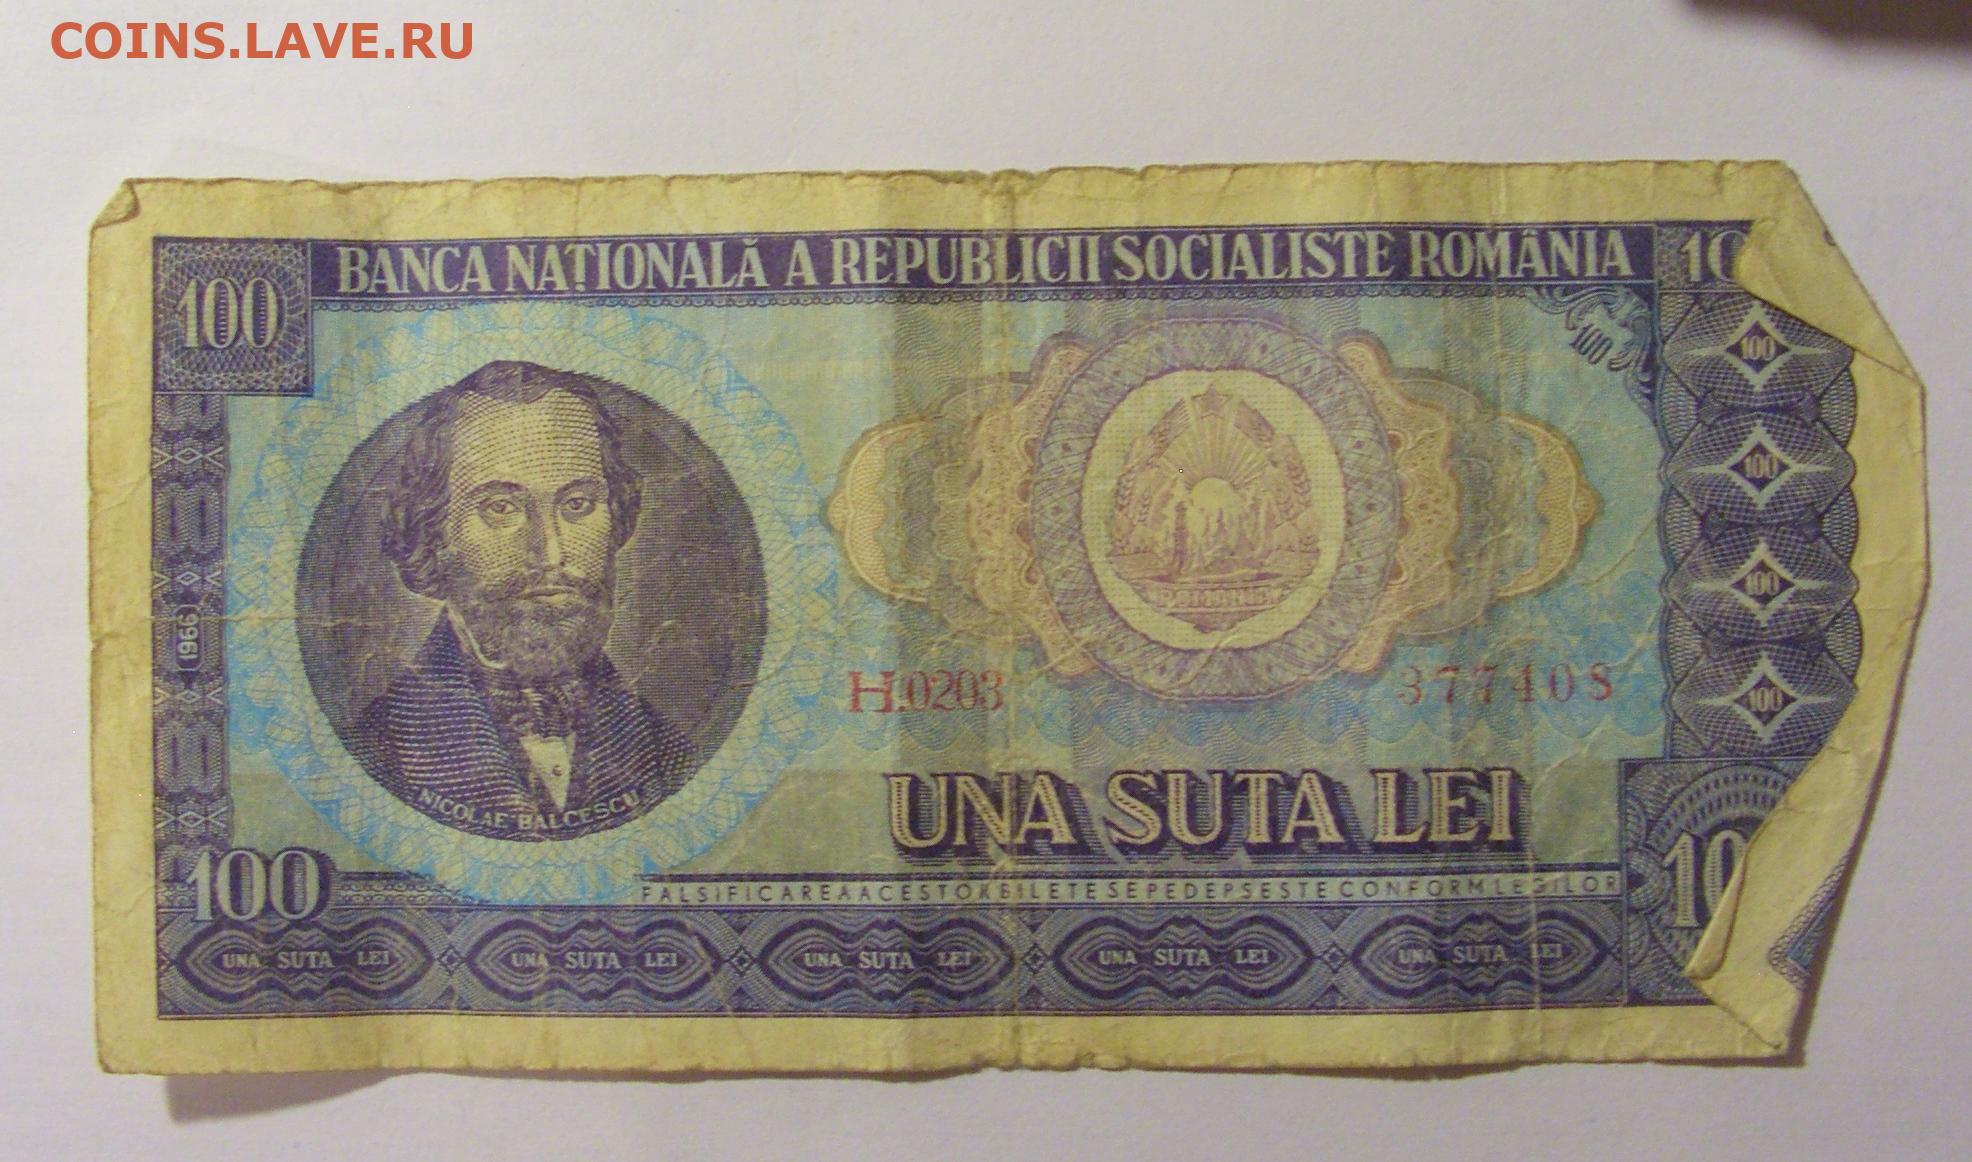 COINS.LAVE.RU
BANCA NAȚIONALĂ A REPUBLICII SOCIALISTE ROMÂNIA
100
100
100
100
100
100
1966
ROMANIA
H.0203
NICOLAE BALCESCU
UNA SUTA LEI
100
FALSIFICAREA ACESTOR BILETE SE PEDEPSESTE CONFORM LEGILOR
UNA SUTA LEI UNA SUTA LEI UNA SUTA LEI UNA SUTA LEI UNA SUTA LEI